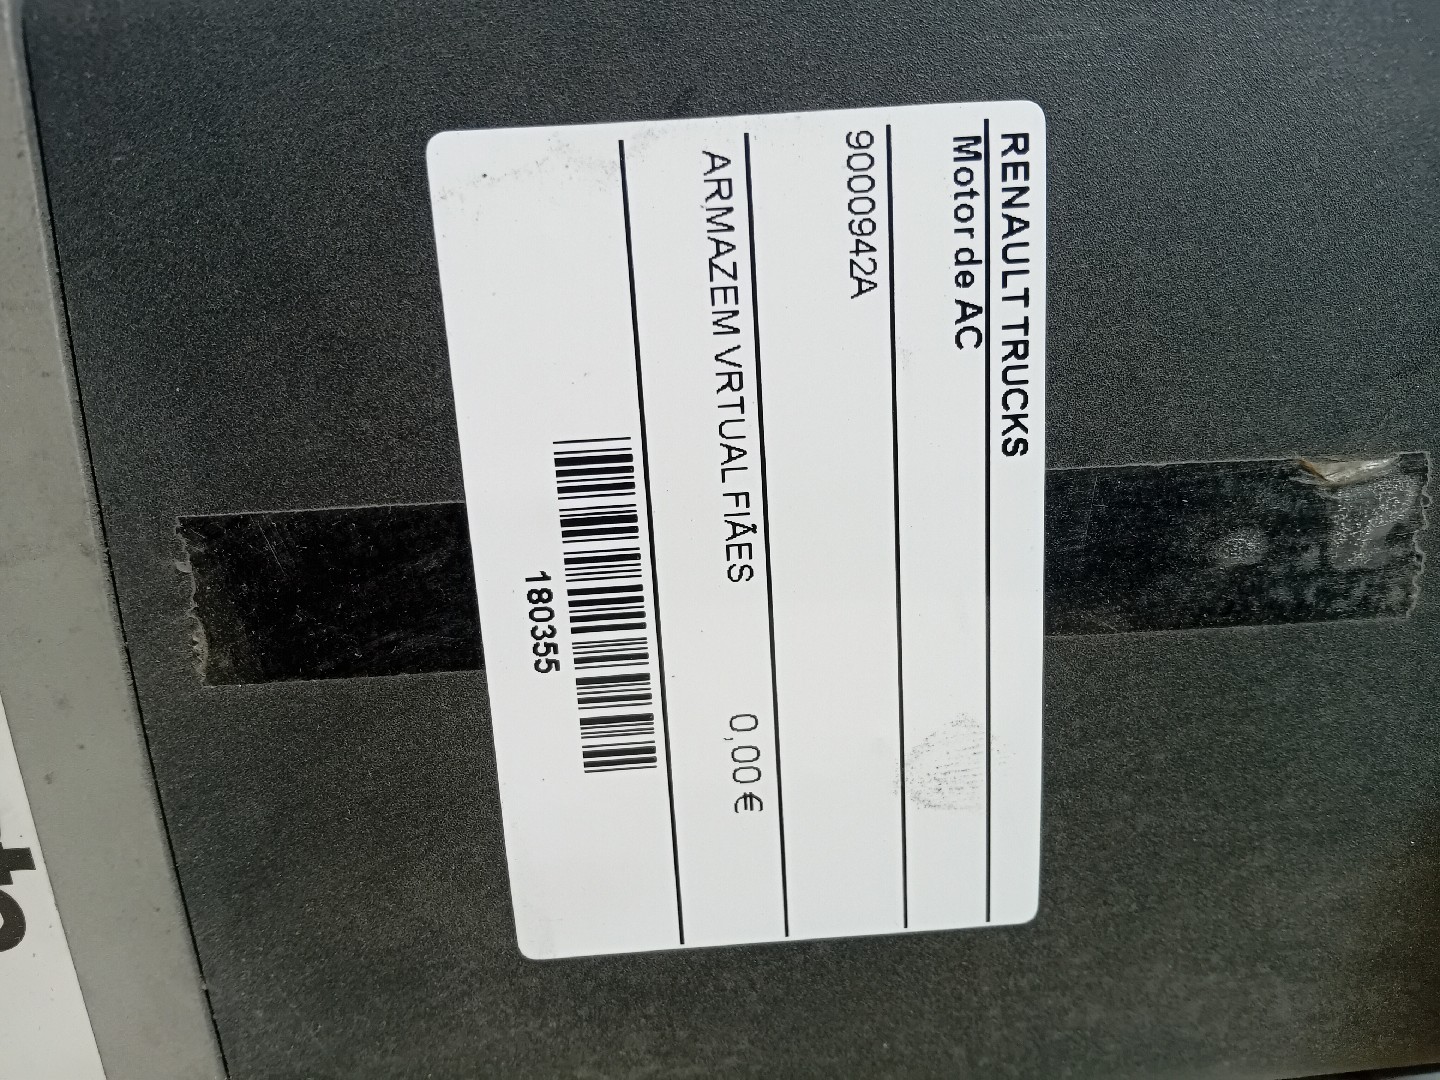 RENAULT TRUCKS
Motor de AC
9000942A
ARMAZEM VRTUAL FIÃES 0,00 €
180355